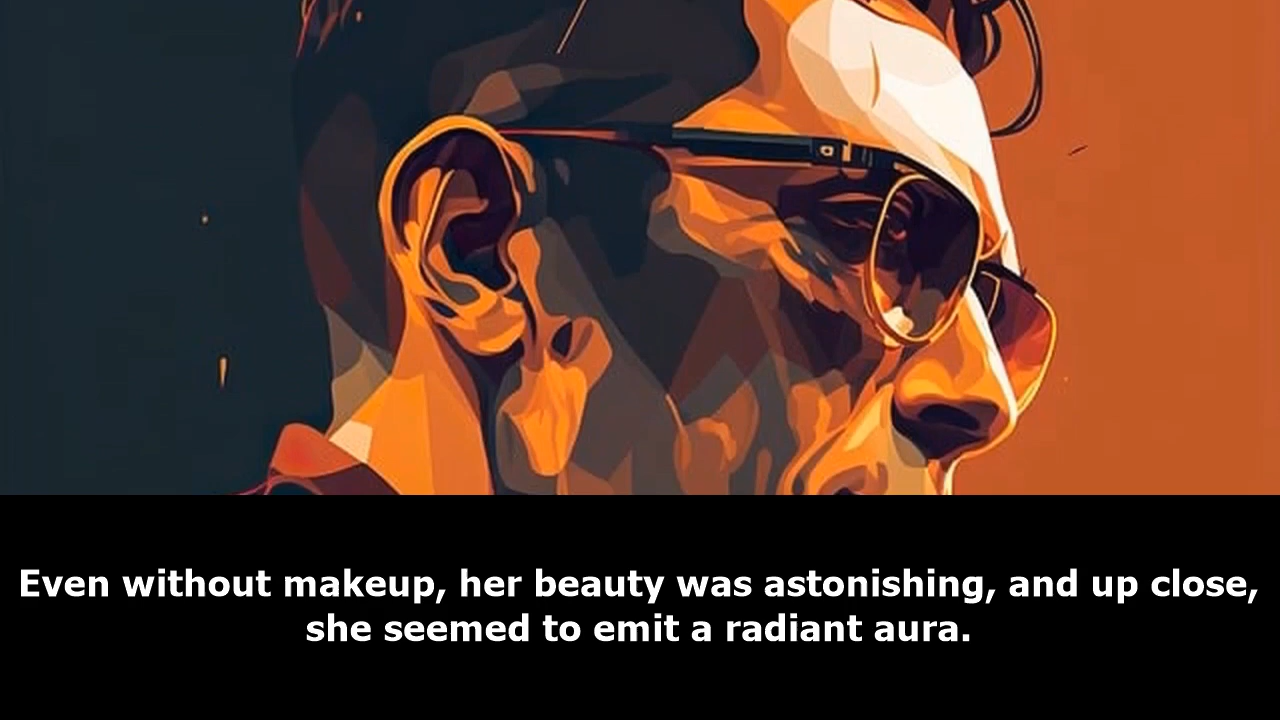 Even without makeup, her beauty was astonishing, and up close,
she seemed to emit a radiant aura.